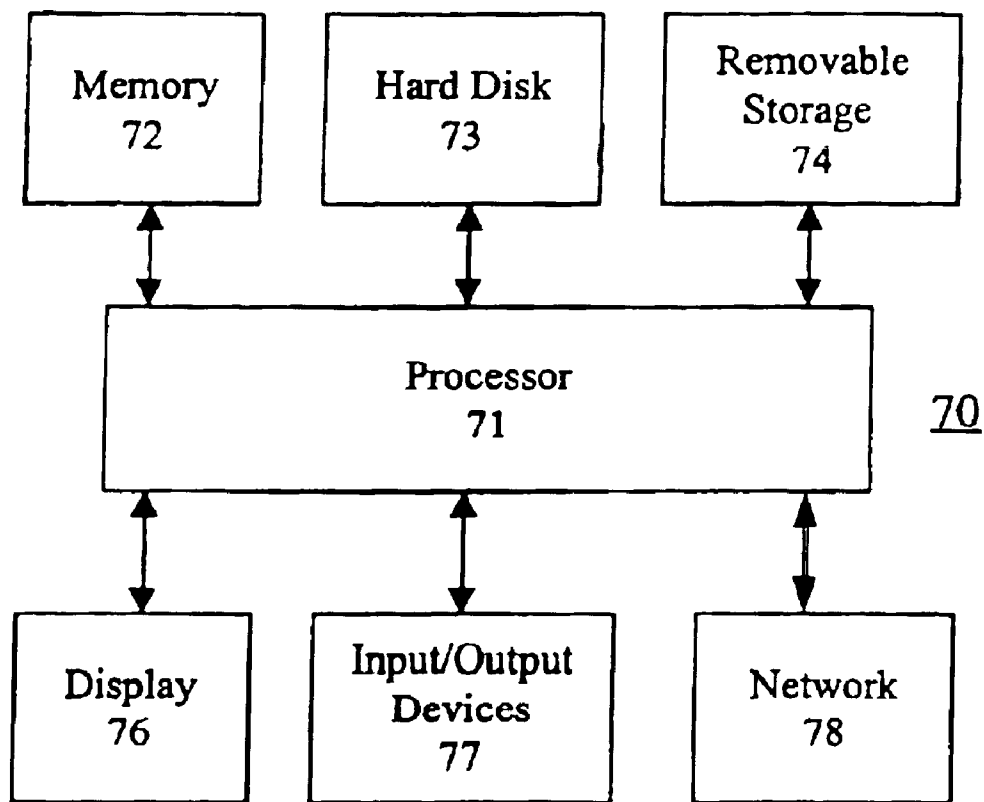 Memory
72
Hard Disk
73
Removable
Storage
74
Processor
71
70
Display
76
Input/Output
Devices
77
Network
78